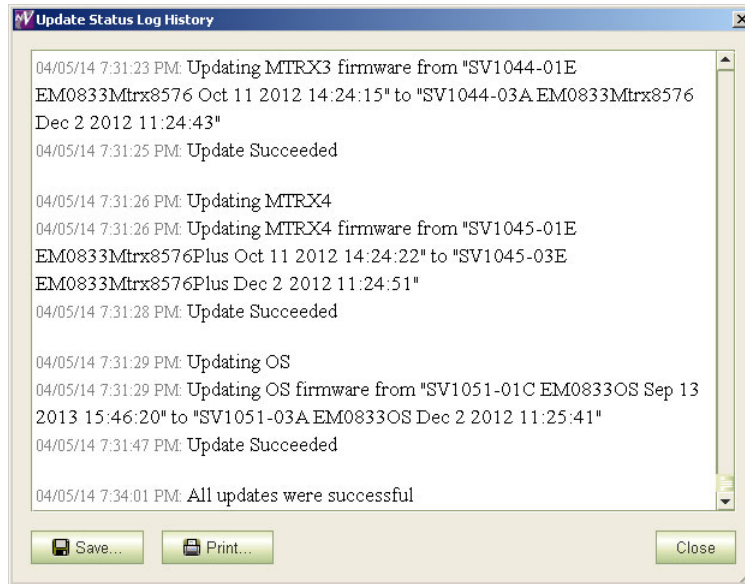 Update Status Log History
04/05/14 7:31:23 PM: Updating MTRX3 firmware from "SV1044-01E
EM0833Mtrx8576 Oct 11 2012 14:24:15" to "SV1044-03A EM0833Mtrx8576
Dec 2 2012 11:24:43"
04/05/14 7:31:25 PM: Update Succeeded
04/05/14 7:31:26 PM: Updating MTRX4
04/05/14 7:31:26 PM: Updating MTRX4 firmware from "SV1045-01E
EM0833Mtrx8576Plus Oct 11 2012 14:24:22" to "SV1045-03E
EM0833Mtrx8576Plus Dec 2 2012 11:24:51"
04/05/14 7:31:28 PM: Update Succeeded
04/05/14 7:31:29 PM: Updating OS
04/05/14 7:31:29 PM: Updating OS firmware from "SV1051-01C EM0833OS Sep 13
2013 15:46:20" to "SV1051-03A EM0833OS Dec 2 2012 11:25:41"
04/05/14 7:31:47 PM: Update Succeeded
04/05/14 7:34:01 PM: All updates were successful
Save... Print... Close